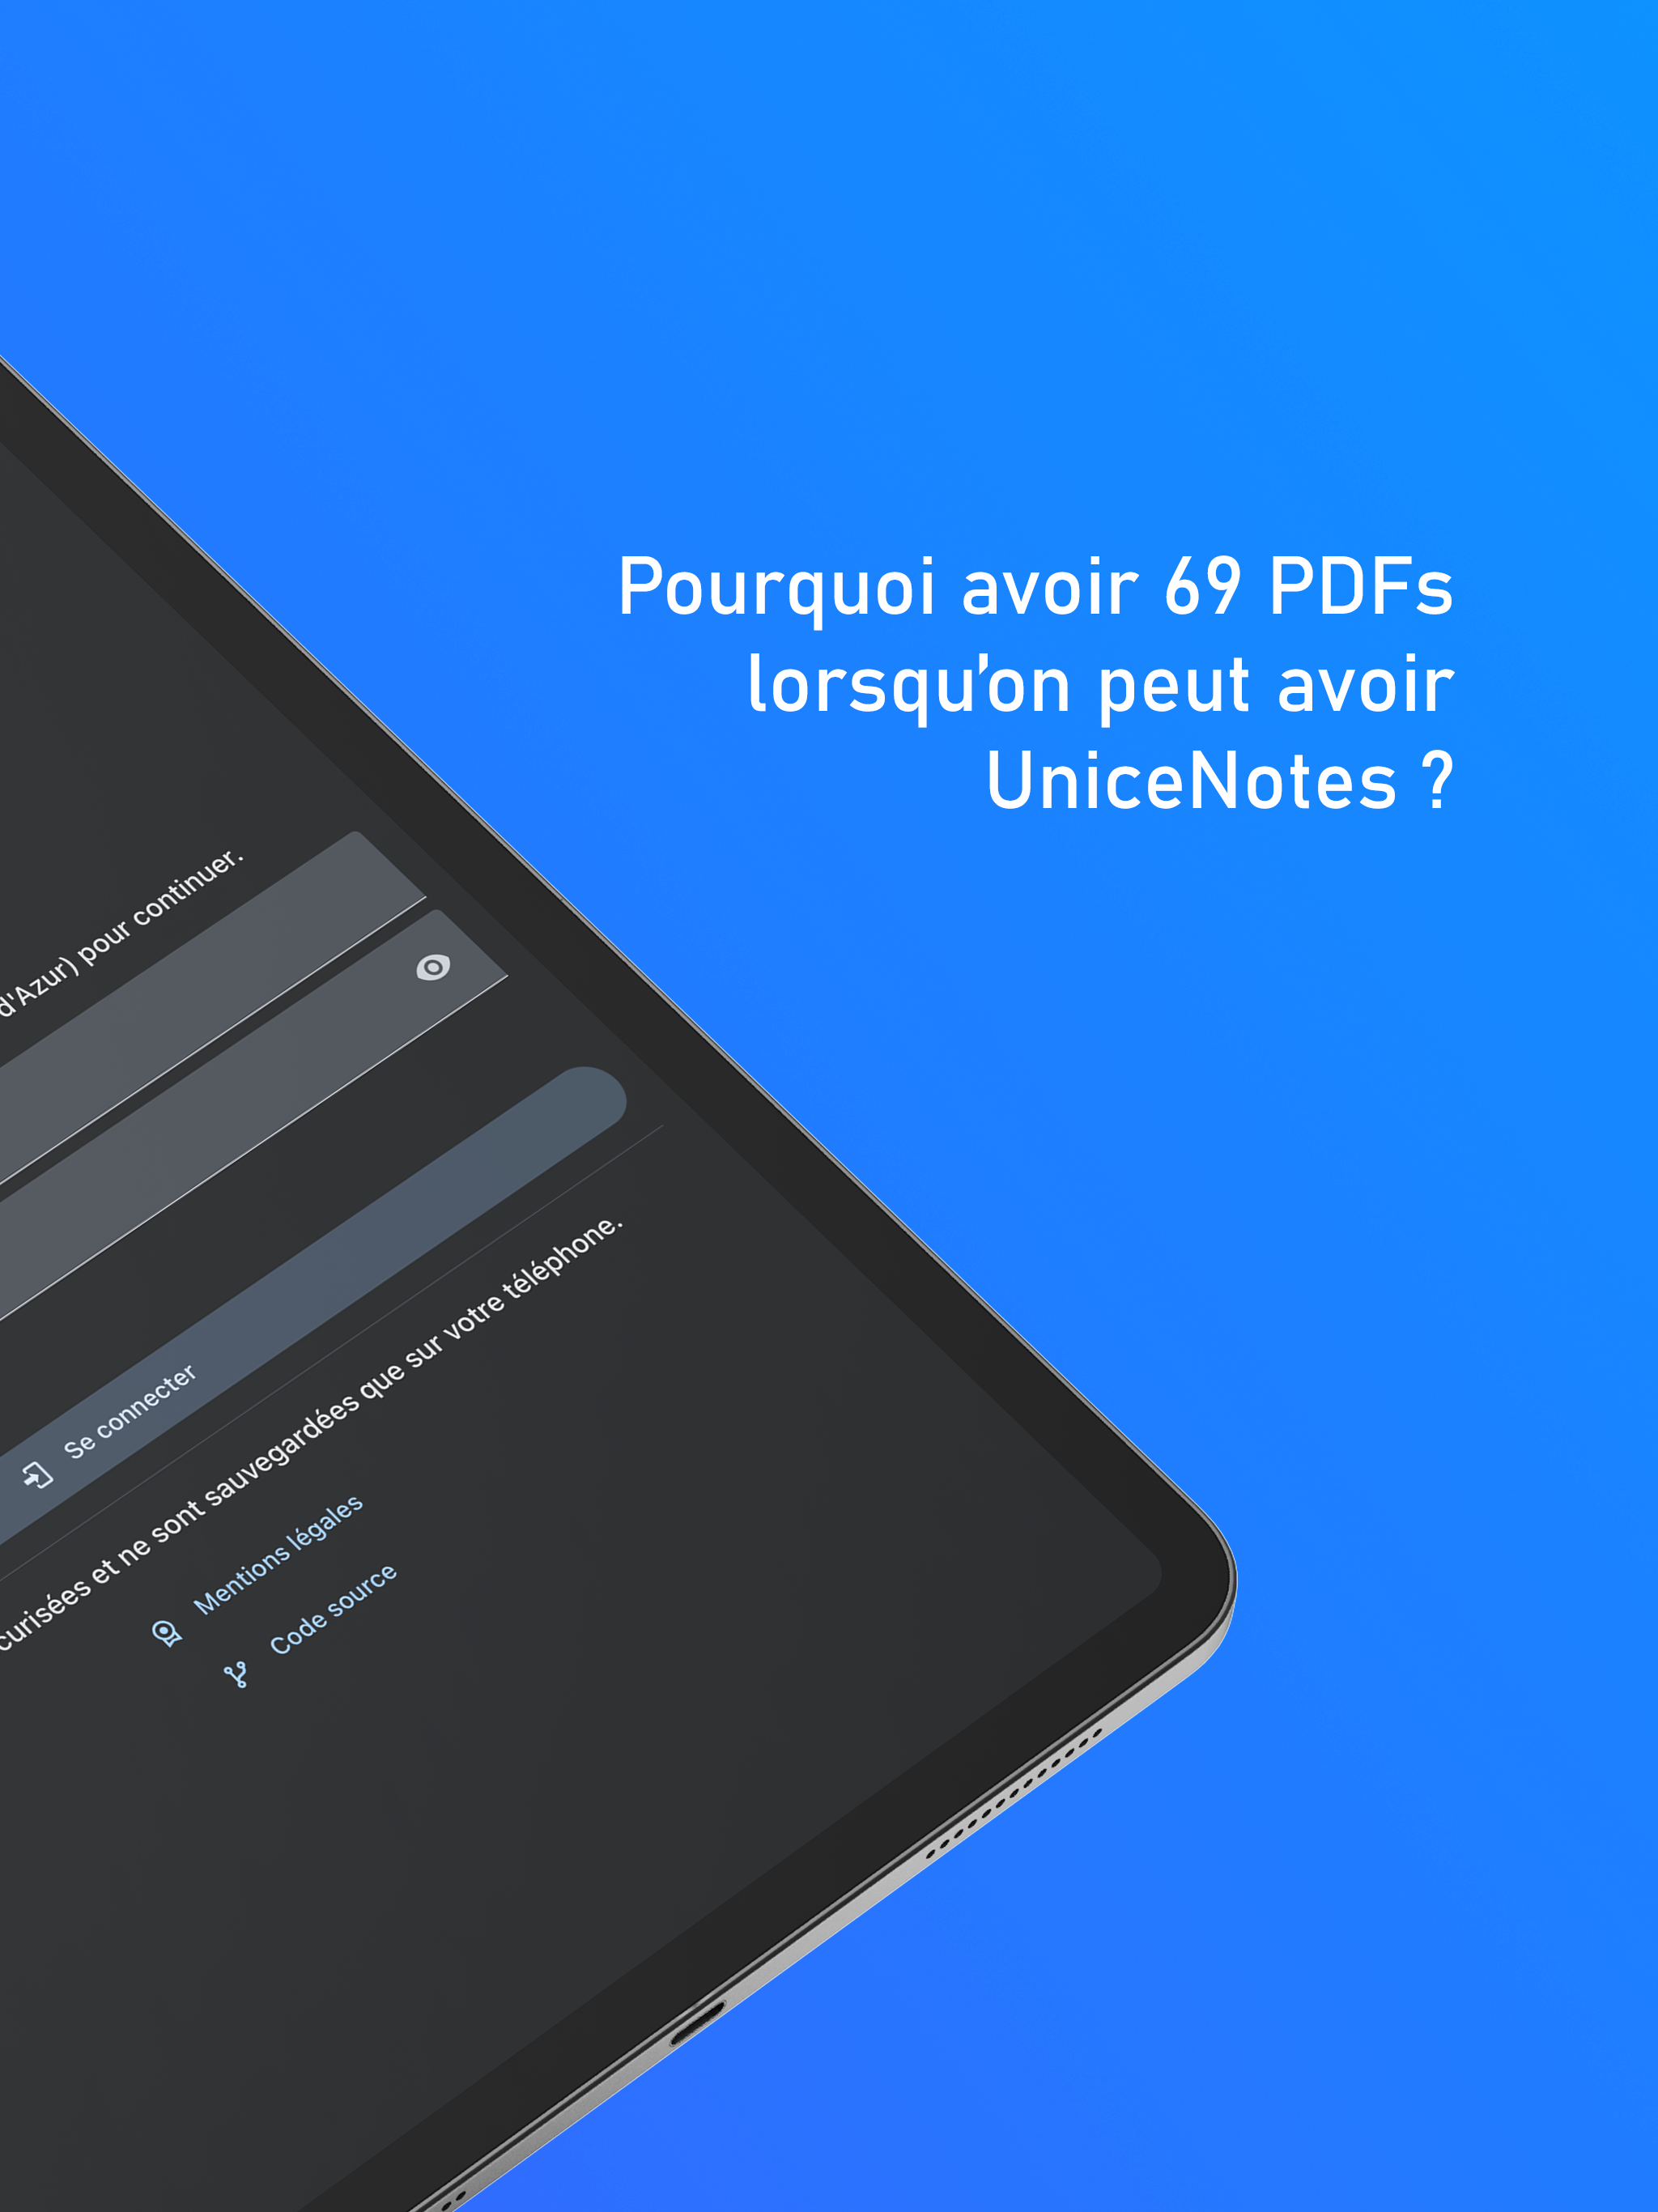 Pourquoi avoir 69 PDFs
lorsqu'on peut avoir
UniceNotes ?
d'Azur) pour continuer.
Se connecter
curisées et ne sont sauvegardées que sur votre téléphone.
Mentions légales
Code source